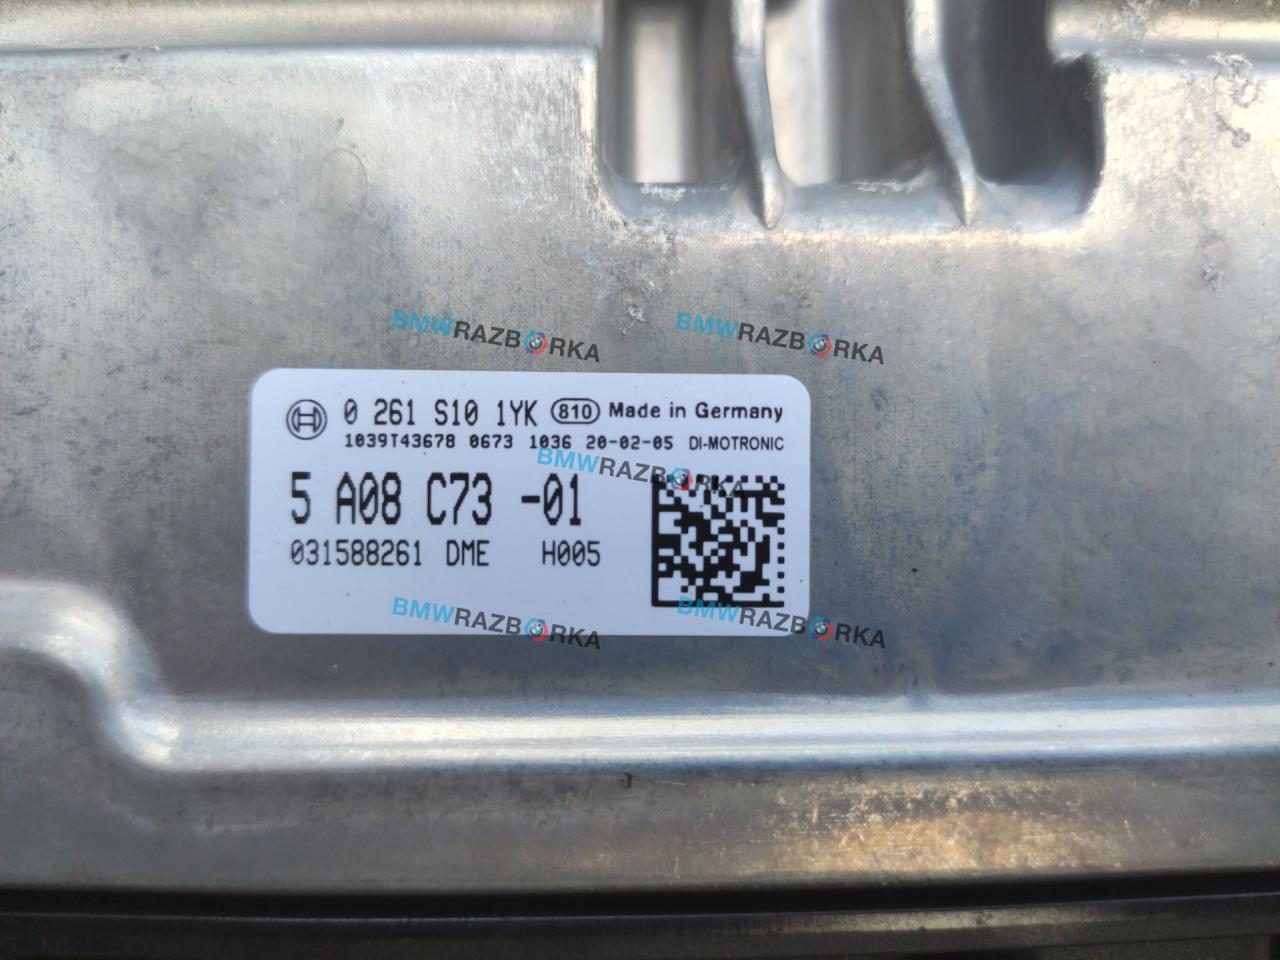 BMWRAZBORKA BMWRAZBORKA
0 261 S10 1YK 810 Made in Germany
1039T43678 0673 1036 20-02-05 DI-MOTRONIC
BMWRAZBORKA
5 A08 C73 -01
031588261 DME H005
BMWRAZBORKA BMWRAZBORKA